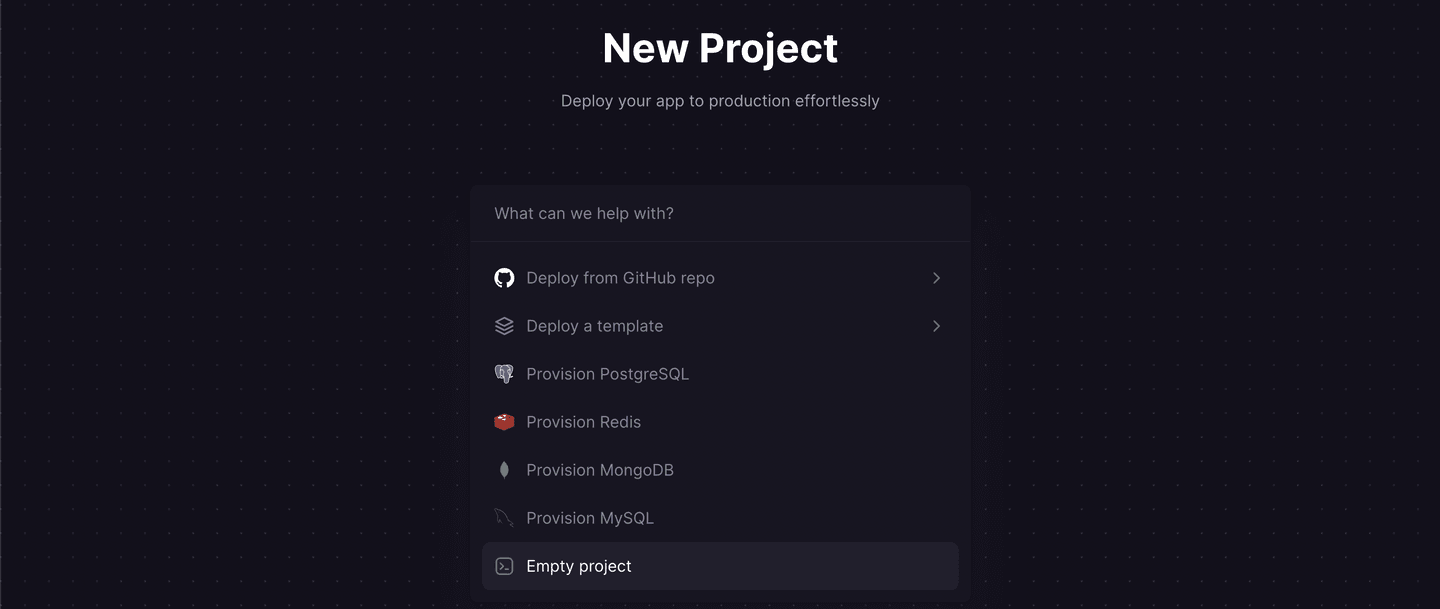 New Project
Deploy your app to production effortlessly
What can we help with?
Deploy from GitHub repo
Deploy a template
Provision PostgreSQL
Provision Redis
Provision MongoDB
Provision MySQL
Empty project